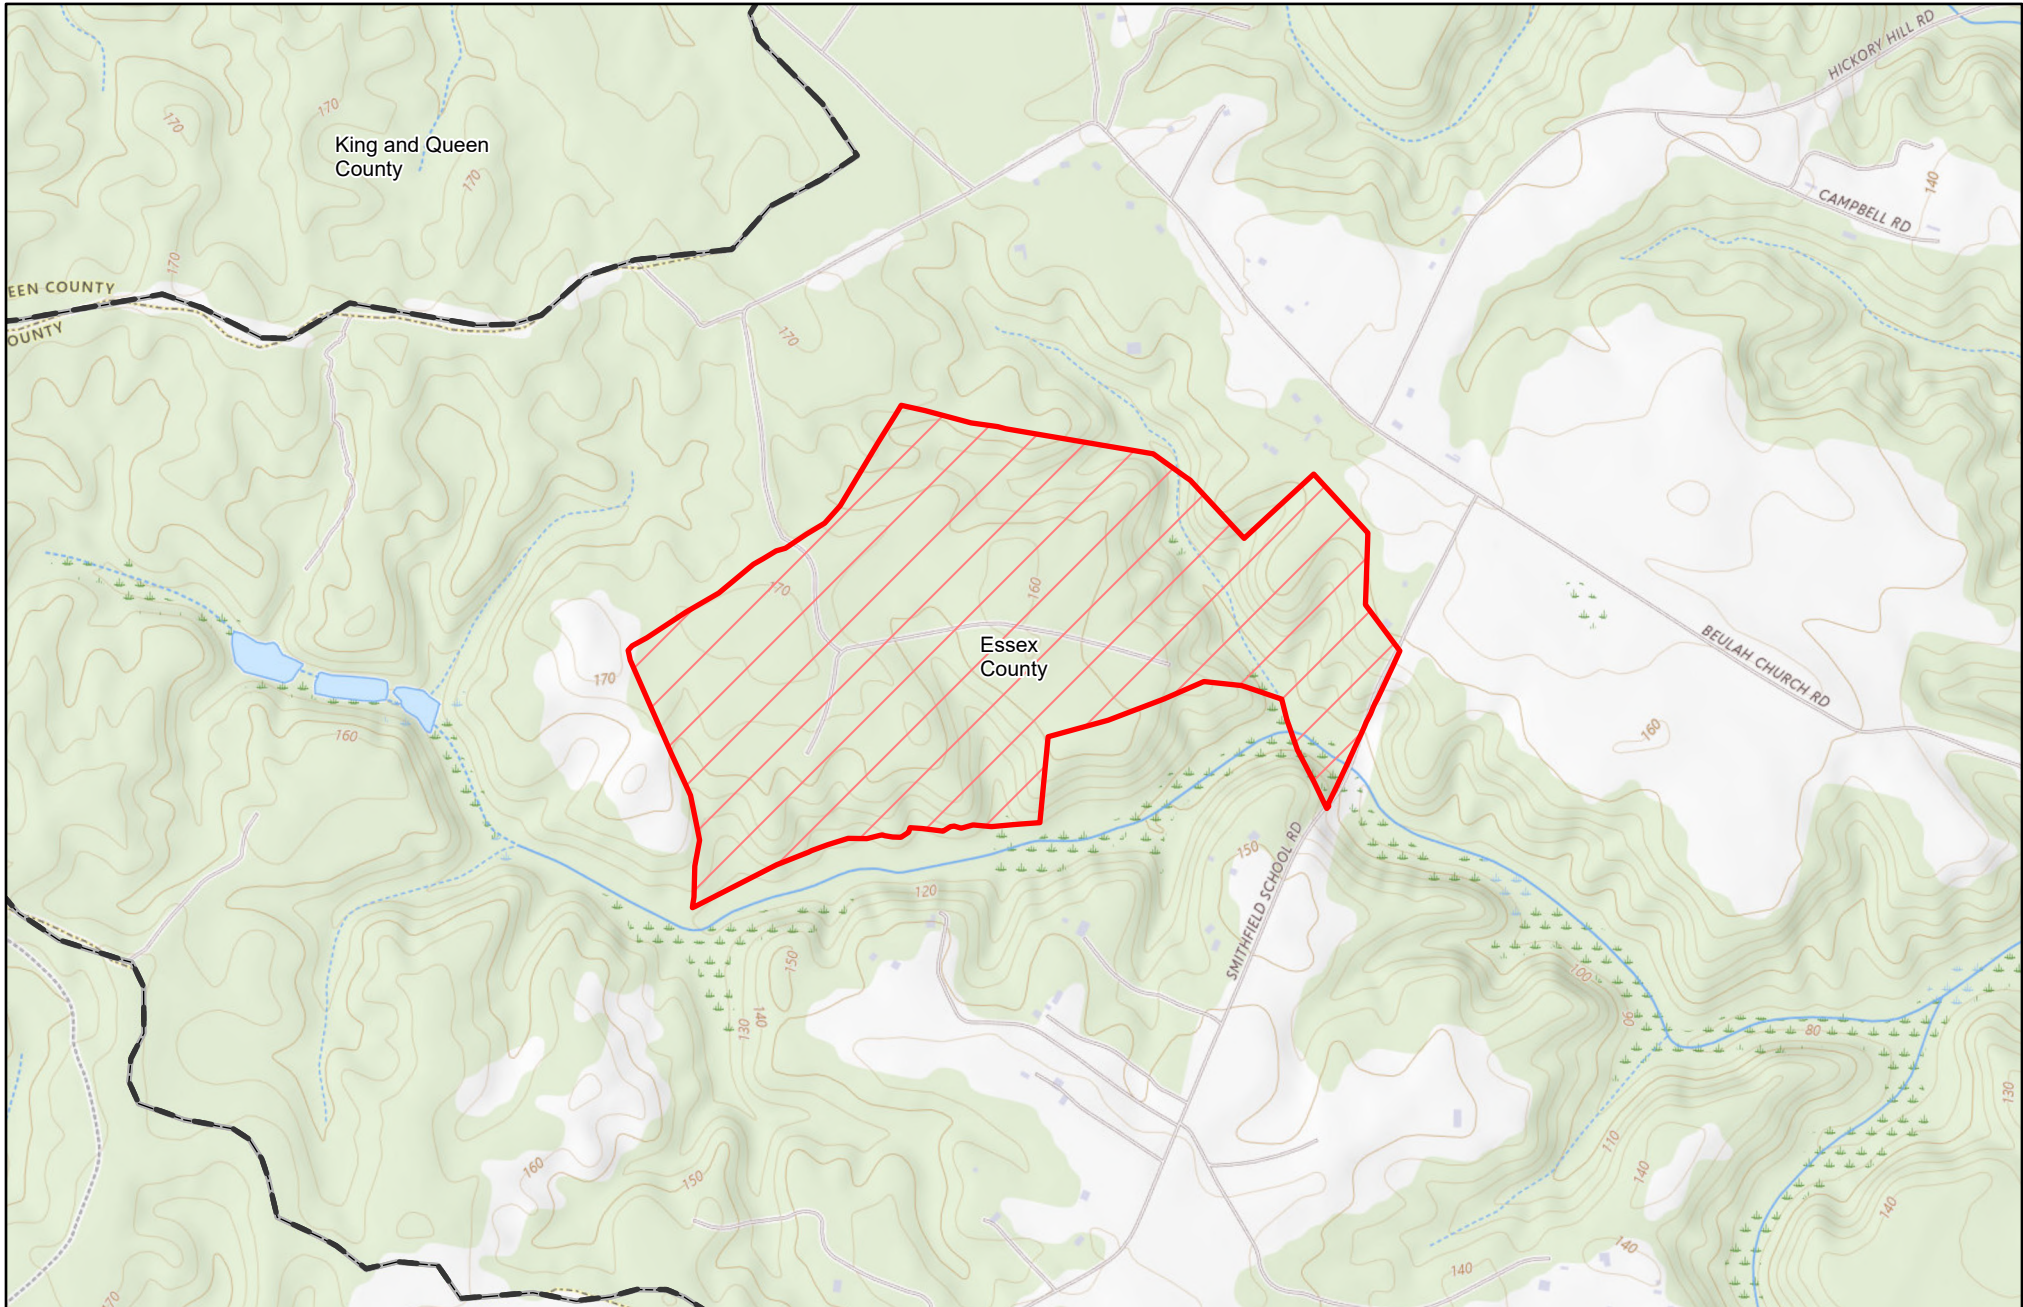 HICKORY HILL RD
170
170
King and Queen
County
170
140
CAMPBELL RD
170
EEN COUNTY
OUNTY
170
170
160
Essex
County
BEULAH CHURCH RD
170
160
160
150
SMITHFIELD SCHOOL RD
120
150
100
140
130
90
80
130
110
140
160
150
140
140
140
170